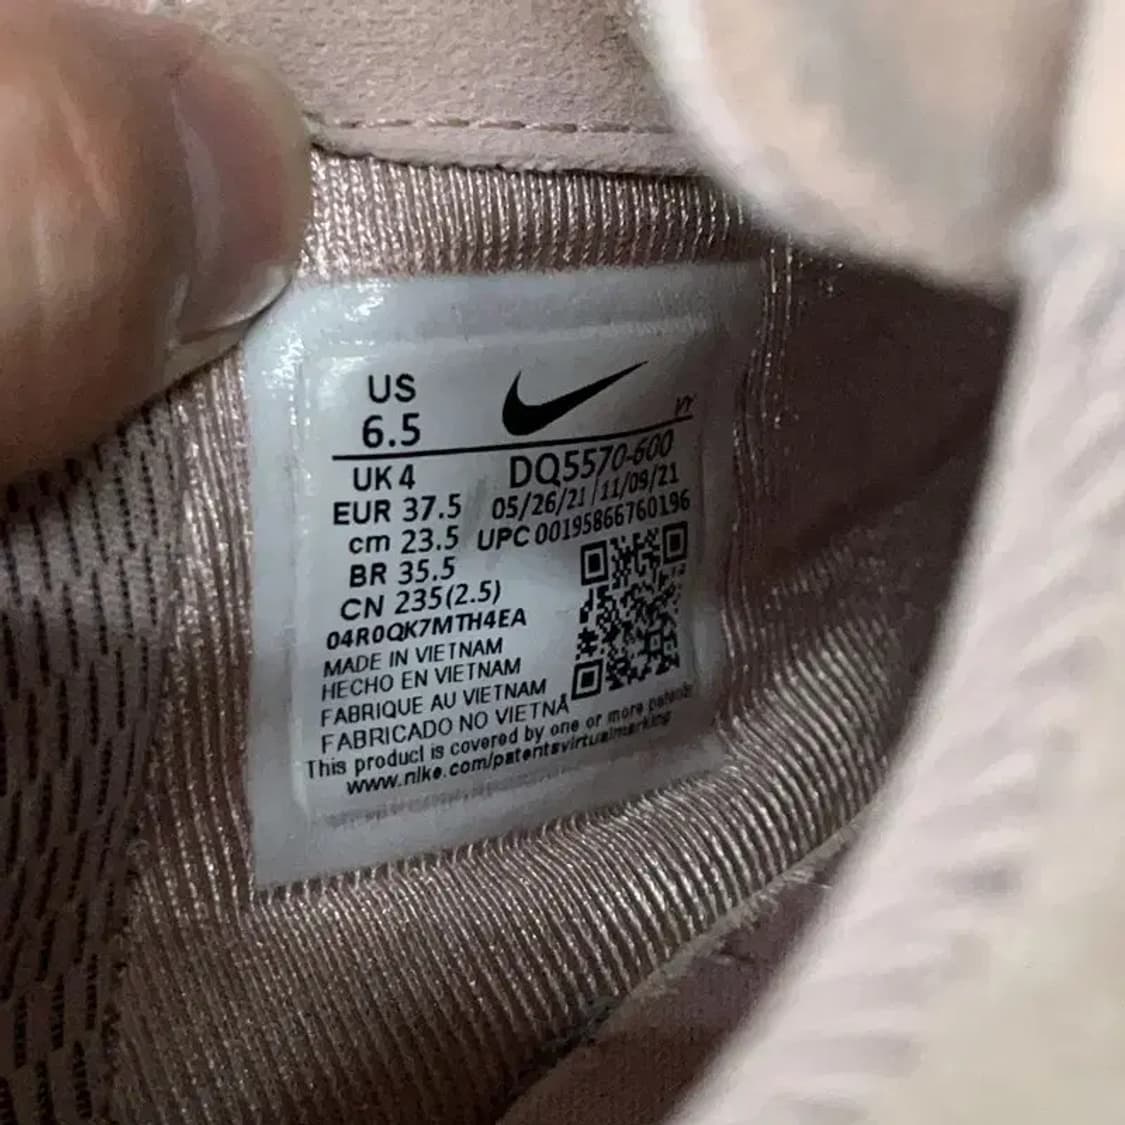 US
6.5
VY
UK 4
DQ5570-600
EUR 37.5
05/26/21 /11/09/21
cm 23.5
UPC 00195866760196
BR 35.5
CN 235(2.5)
04R0QK7MTH4EA
MADE IN VIETNAM
HECHO EN VIETNAM
FABRIQUE AU VIETNAM
FABRICADO NO VIETNÃ
This product is covered by one or more patents
www.nike.com/patentsvirtualmarking